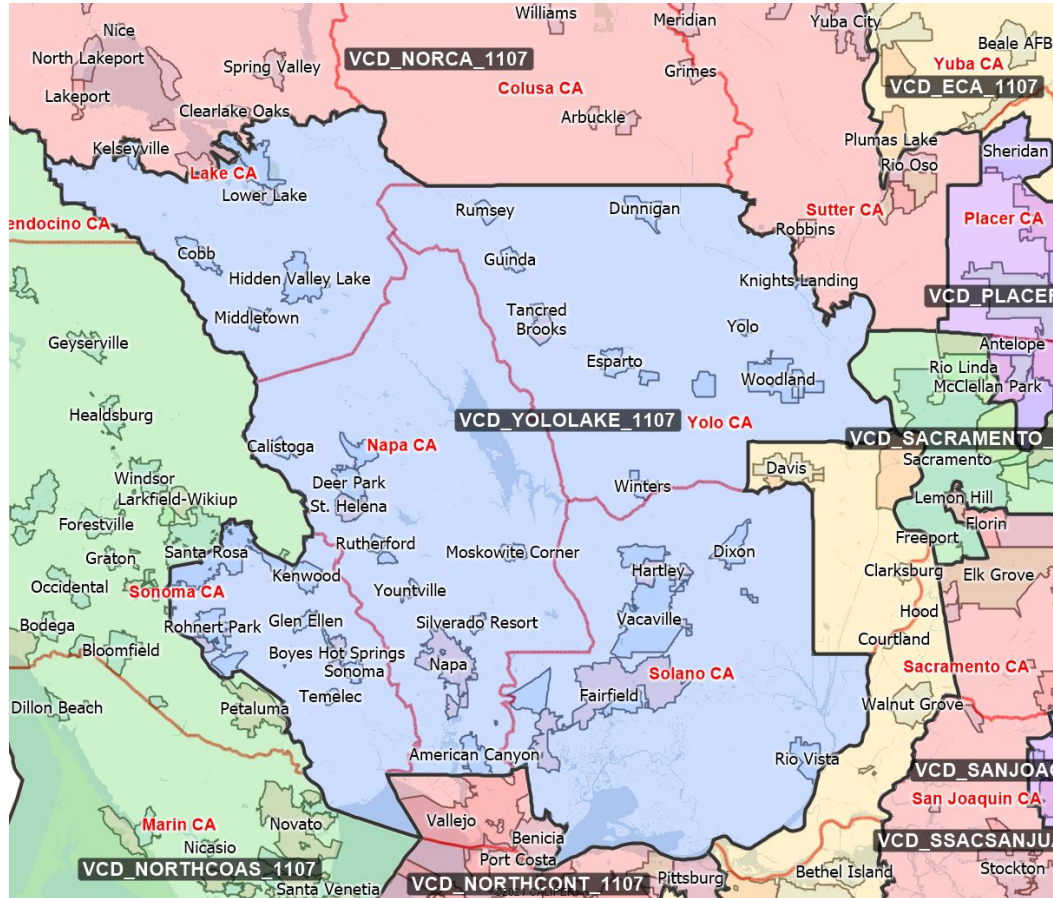 Williams
Meridian
Yuba City
Nice
North Lakeport
Spring Valley
VCD_NORCA_1107
Beale AFB
Yuba CA
Grimes
Colusa CA
VCD_ECA_1107
Lakeport
Clearlake Oaks
Arbuckle
Plumas Lake
Kelseyville
Sheridan
Rio Oso
Lake CA
Lower Lake
Rumsey
Dunnigan
Sutter CA
Placer CA
endocino CA
Robbins
Cobb
Guinda
Hidden Valley Lake
Knights Landing
VCD_PLACER
Middletown
Tancred
Brooks
Yolo
Geyserville
Antelope
Esparto
Rio Linda
Woodland
McClellan Park
Healdsburg
VCD_YOLOLAKE_1107
Yolo CA
Calistoga
Napa CA
VCD_SACRAMENTO_
Sacramento
Windsor
Davis
Deer Park
Winters
Larkfield-Wikiup
Lemon Hill
St. Helena
Forestville
Florin
Rutherford
Freeport
Graton
Santa Rosa
Moskowite Corner
Dixon
Kenwood
Hartley
Clarksburg
Elk Grove
Occidental
Sonoma CA
Yountville
Hood
Bodega
Rohnert Park
Glen Ellen
Silverado Resort
Vacaville
Courtland
Bloomfield
Boyes Hot Springs
Sonoma
Napa
Solano CA
Sacramento CA
Temelec
Fairfield
Dillon Beach
Petaluma
Walnut Grove
American Canyon
Rio Vista
VCD_SANJOAQ
San Joaquin CA
Marin CA
Novato
Vallejo
Benicia
VCD_SSACSANJUA
Nicasio
Port Costa
VCD_NORTHCOAS_1107
Pittsburg
Bethel Island
Stockton
VCD_NORTHCONT_1107
Santa Venetia